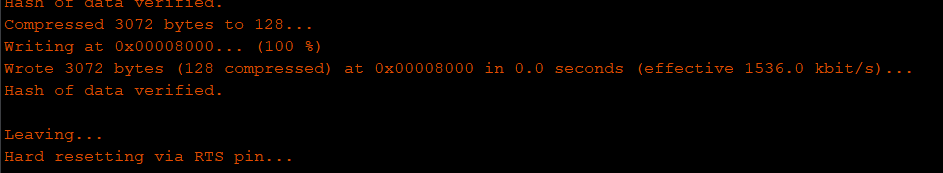 Hash of data verified.
Compressed 3072 bytes to 128...
Writing at 0x00008000... (100 %)
Wrote 3072 bytes (128 compressed) at 0x00008000 in 0.0 seconds (effective 1536.0 kbit/s)...
Hash of data verified.
Leaving...
Hard resetting via RTS pin...